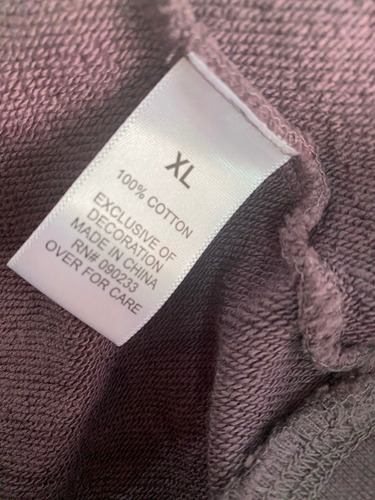 XL
100% COTTON
EXCLUSIVE OF
DECORATION
MADE IN CHINA
RN# 090233
OVER FOR CARE